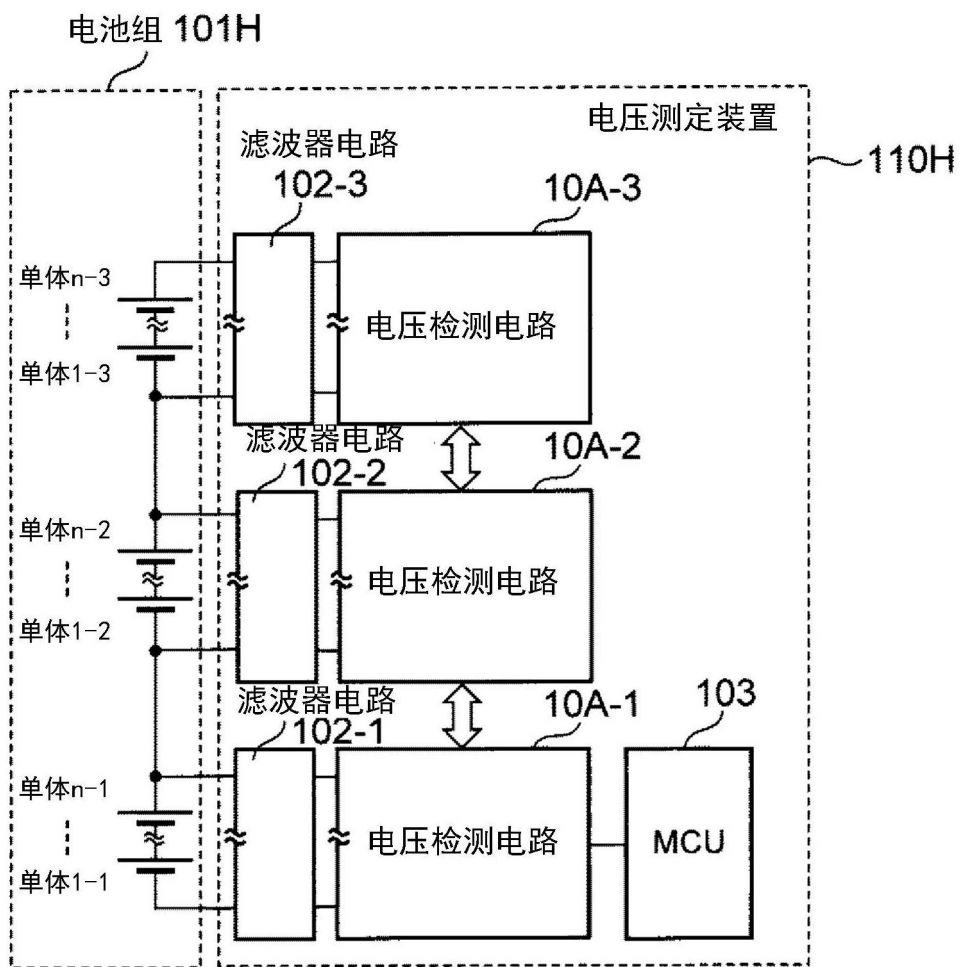 电池组 101H
电压测定装置
110H
滤波器电路
102-3
10A-3
单体n-3
电压检测电路
单体1-3
滤波器电路
102-2
10A-2
单体n-2
电压检测电路
单体1-2
滤波器电路
102-1
10A-1
103
单体n-1
电压检测电路
MCU
单体1-1